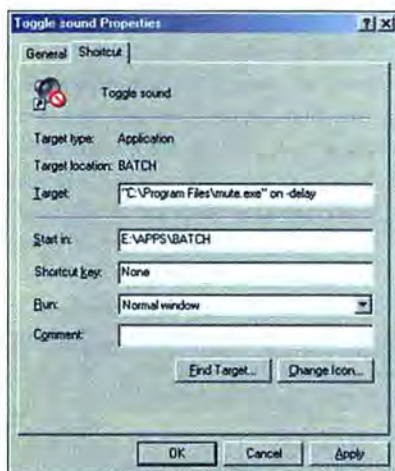 Toggle sound Properties
General
Shortcut
Toggle sound
Target type: Application
Target location: BATCH
Target: "C:\Program Files\mute.exe" on -delay
Start in: E:\APPS\BATCH
Shortcut key: None
Run: Normal window
Comment:
Find Target...
Change Icon...
OK
Cancel
Apply